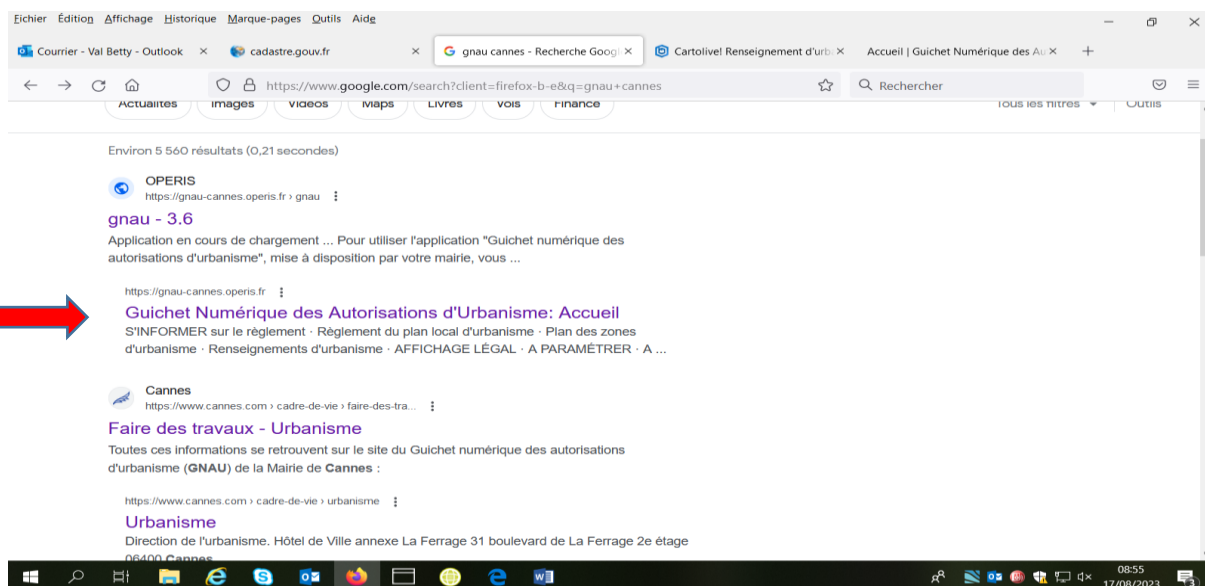 Fichier Édition Affichage Historique Marque-pages Outils Aide
Courrier - Val Betty - Outlook × cadastre.gouv.fr × gnau cannes - Recherche Googl × Cartolive! Renseignement d'urb × Accueil | Guichet Numérique des Au × +
https://www.google.com/search?client=firefox-b-e&q=gnau+cannes Rechercher
Actualités Images Vidéos Maps Livres Vols Finance Tous les filtres Outils
Environ 5 560 résultats (0,21 secondes)
OPERIS
https://gnau-cannes.operis.fr › gnau
gnau - 3.6
Application en cours de chargement ... Pour utiliser l'application "Guichet numérique des
autorisations d'urbanisme", mise à disposition par votre mairie, vous ...
https://gnau-cannes.operis.fr
Guichet Numérique des Autorisations d'Urbanisme: Accueil
S'INFORMER sur le règlement · Règlement du plan local d'urbanisme · Plan des zones
d'urbanisme · Renseignements d'urbanisme · AFFICHAGE LÉGAL · A PARAMÉTRER · A ...
Cannes
https://www.cannes.com › cadre-de-vie › faire-des-tra...
Faire des travaux - Urbanisme
Toutes ces informations se retrouvent sur le site du Guichet numérique des autorisations
d'urbanisme (GNAU) de la Mairie de Cannes :
https://www.cannes.com › cadre-de-vie › urbanisme
Urbanisme
Direction de l'urbanisme. Hôtel de Ville annexe La Ferrage 31 boulevard de La Ferrage 2e étage
06400 Cannes
08:55
17/08/2023